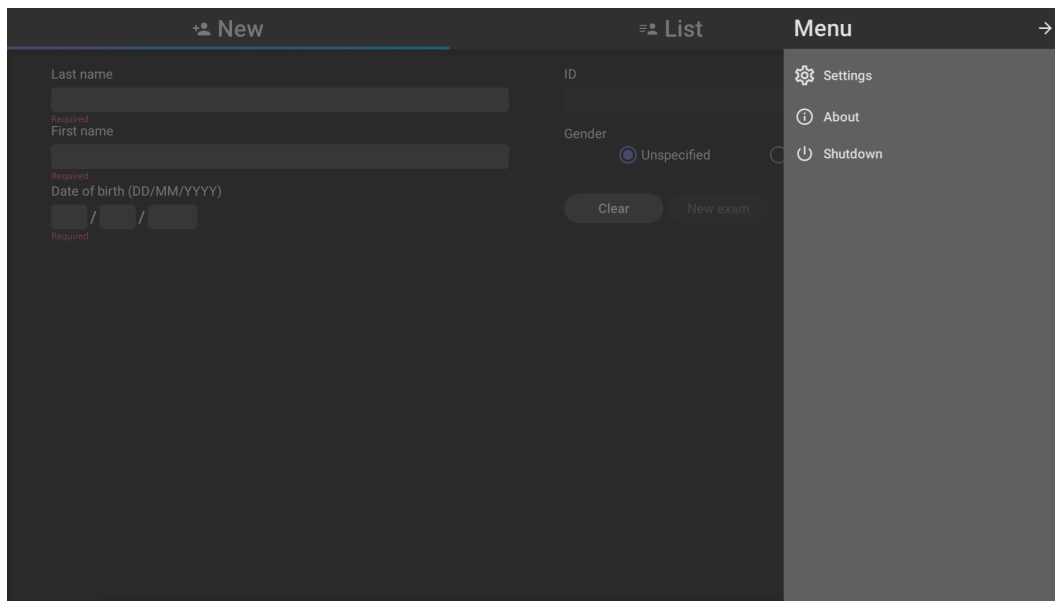 New
List
Menu
Last name
Required
First name
Required
Date of birth (DD/MM/YYYY)
/ /
Required
ID
Gender
Unspecified
Clear
New exam
Settings
About
Shutdown